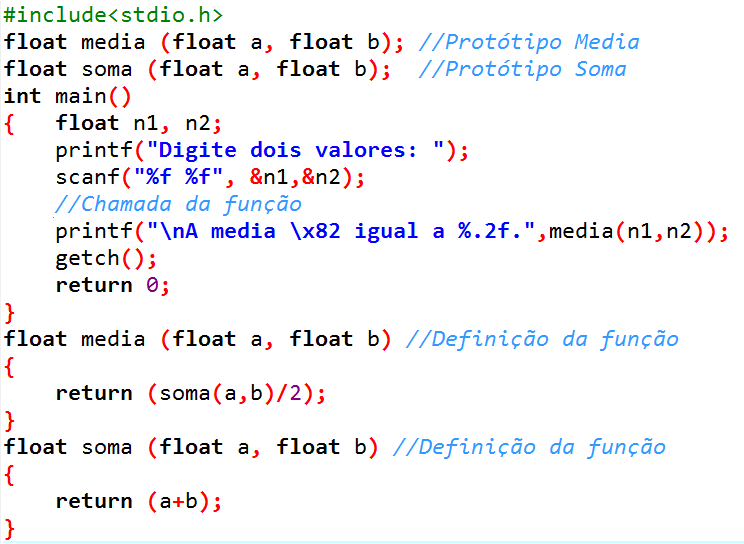 #include<stdio.h>
float media (float a, float b); //Protótipo Media
float soma (float a, float b);  //Protótipo Soma
int main()
{   float n1, n2;
    printf("Digite dois valores: ");
    scanf("%f %f", &n1,&n2);
    //Chamada da função
    printf("\nA media \x82 igual a %.2f.",media(n1,n2));
    getch();
    return 0;
}
float media (float a, float b) //Definição da função
{
    return (soma(a,b)/2);
}
float soma (float a, float b) //Definição da função
{
    return (a+b);
}